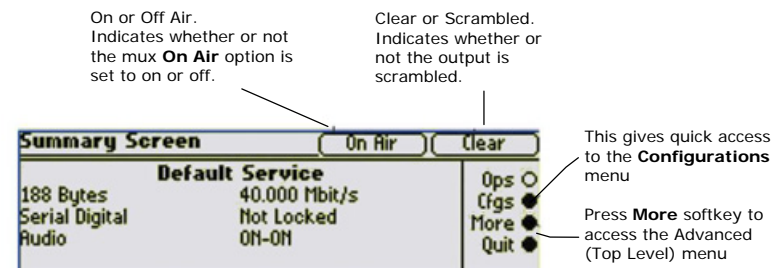 On or Off Air.
Indicates whether or not
the mux On Air option is
set to on or off.
Clear or Scrambled.
Indicates whether or
not the output is
scrambled.
Summary Screen
On Air
Clear
Default Service
188 Bytes 40.000 Mbit/s
Serial Digital Not Locked
Audio ON-ON
Ops
Cfgs
More
Quit
This gives quick access
to the Configurations
menu
Press More softkey to
access the Advanced
(Top Level) menu